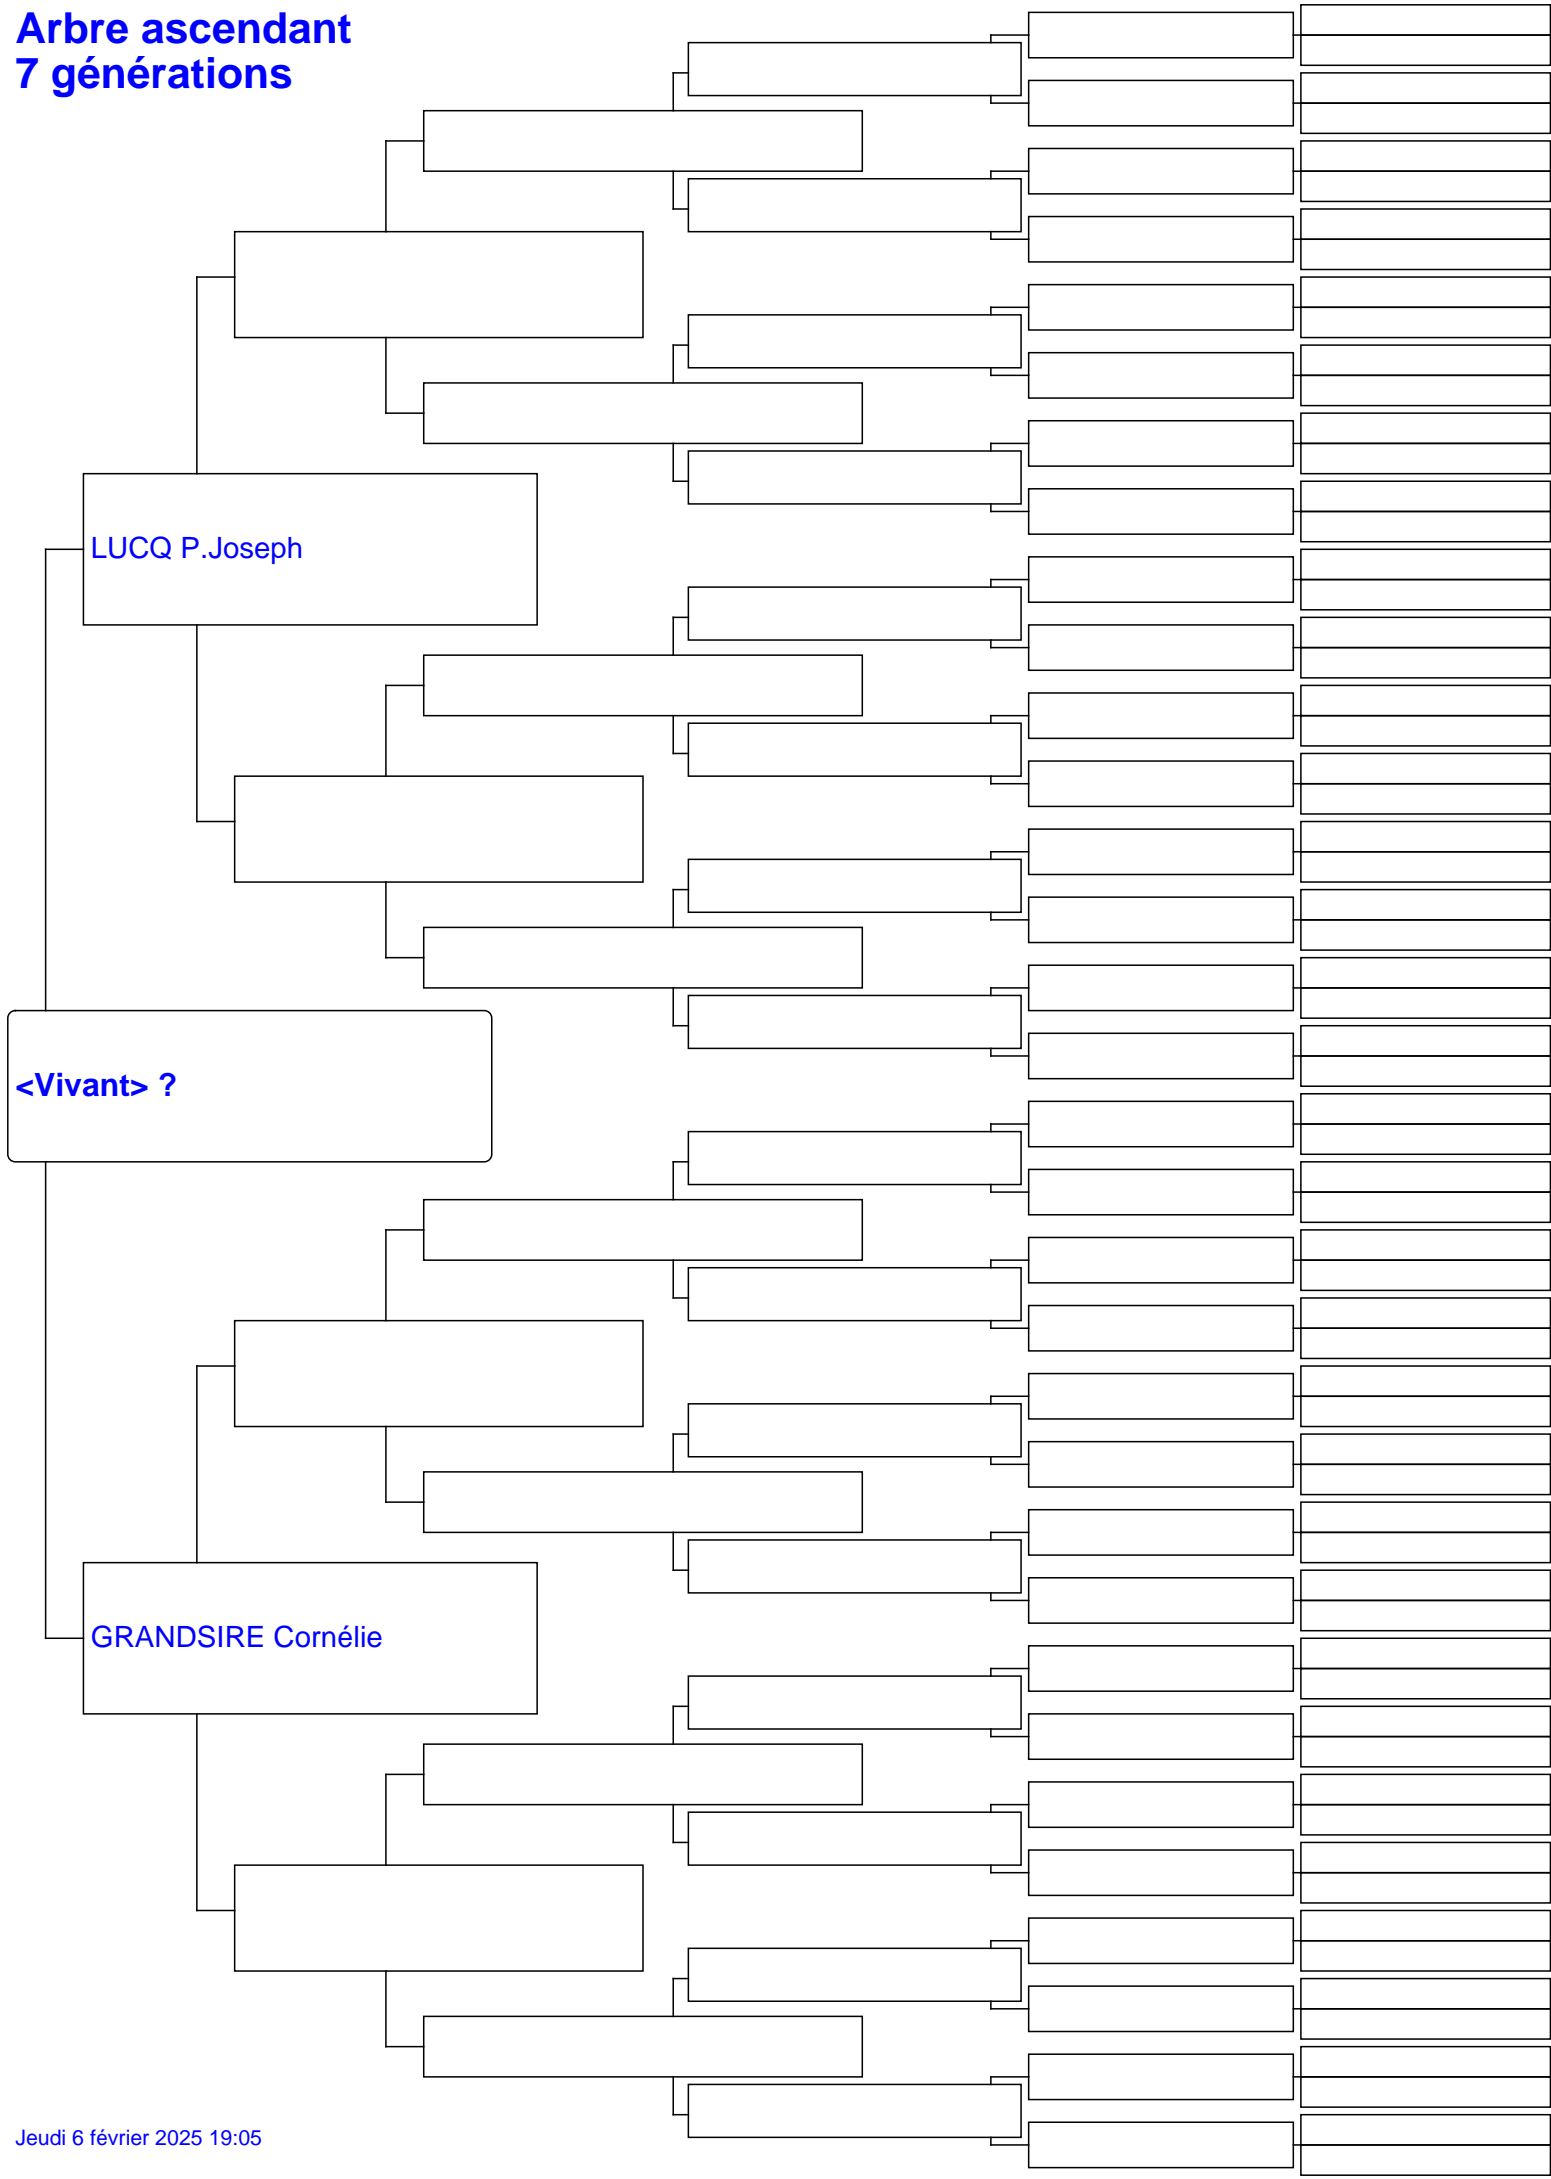 Arbre ascendant
7 générations
LUCQ P.Joseph
<Vivant> ?
GRANDSIRE Cornélie
Jeudi 6 février 2025 19:05